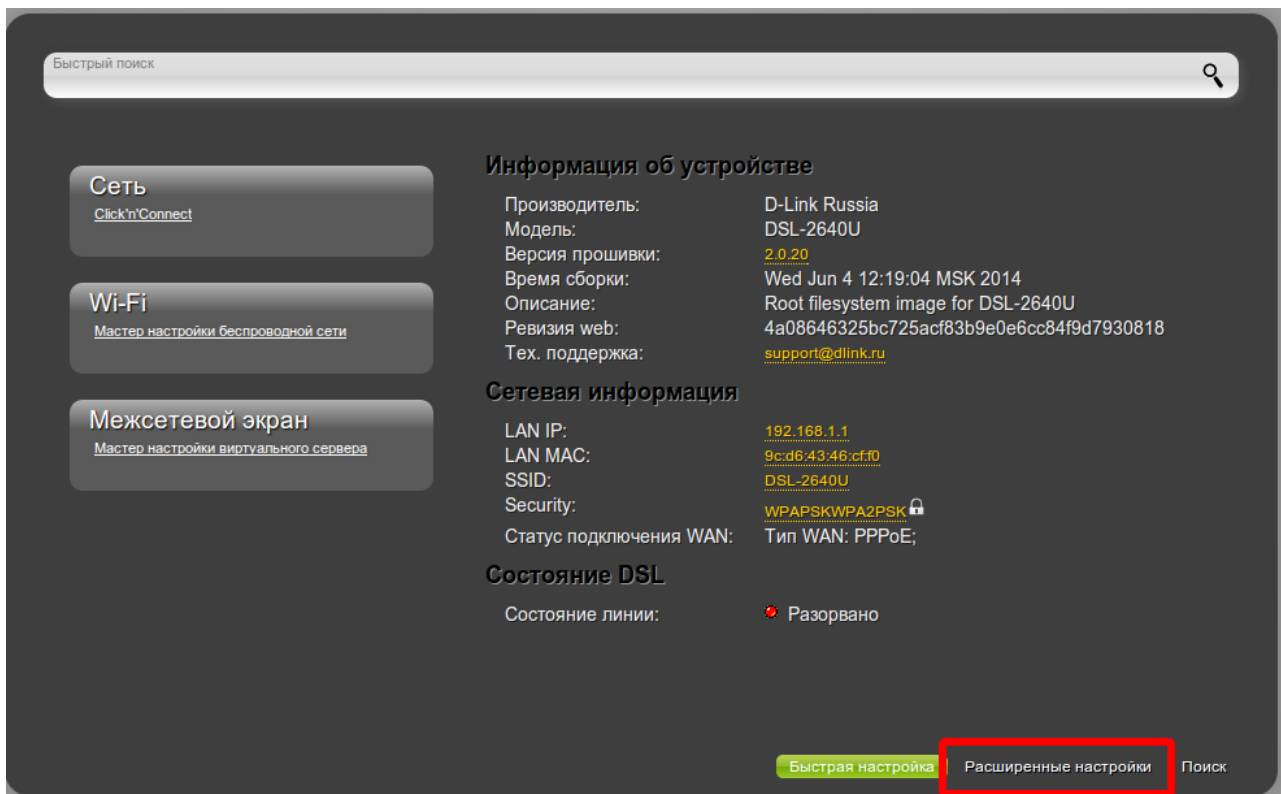 Быстрый поиск
Сеть
Click'n'Connect
Wi-Fi
Мастер настройки беспроводной сети
Межсетевой экран
Мастер настройки виртуального сервера
Информация об устройстве
Производитель: D-Link Russia
Модель: DSL-2640U
Версия прошивки: 2.0.20
Время сборки: Wed Jun 4 12:19:04 MSK 2014
Описание: Root filesystem image for DSL-2640U
Ревизия web: 4a08646325bc725acf83b9e0e6cc84f9d7930818
Тех. поддержка: support@dlink.ru
Сетевая информация
LAN IP: 192.168.1.1
LAN MAC: 9c:d6:43:46:cf:f0
SSID: DSL-2640U
Security: WPAPSKWPA2PSK
Статус подключения WAN: Тип WAN: PPPoE;
Состояние DSL
Состояние линии: Разорвано
Быстрая настройка Расширенные настройки Поиск